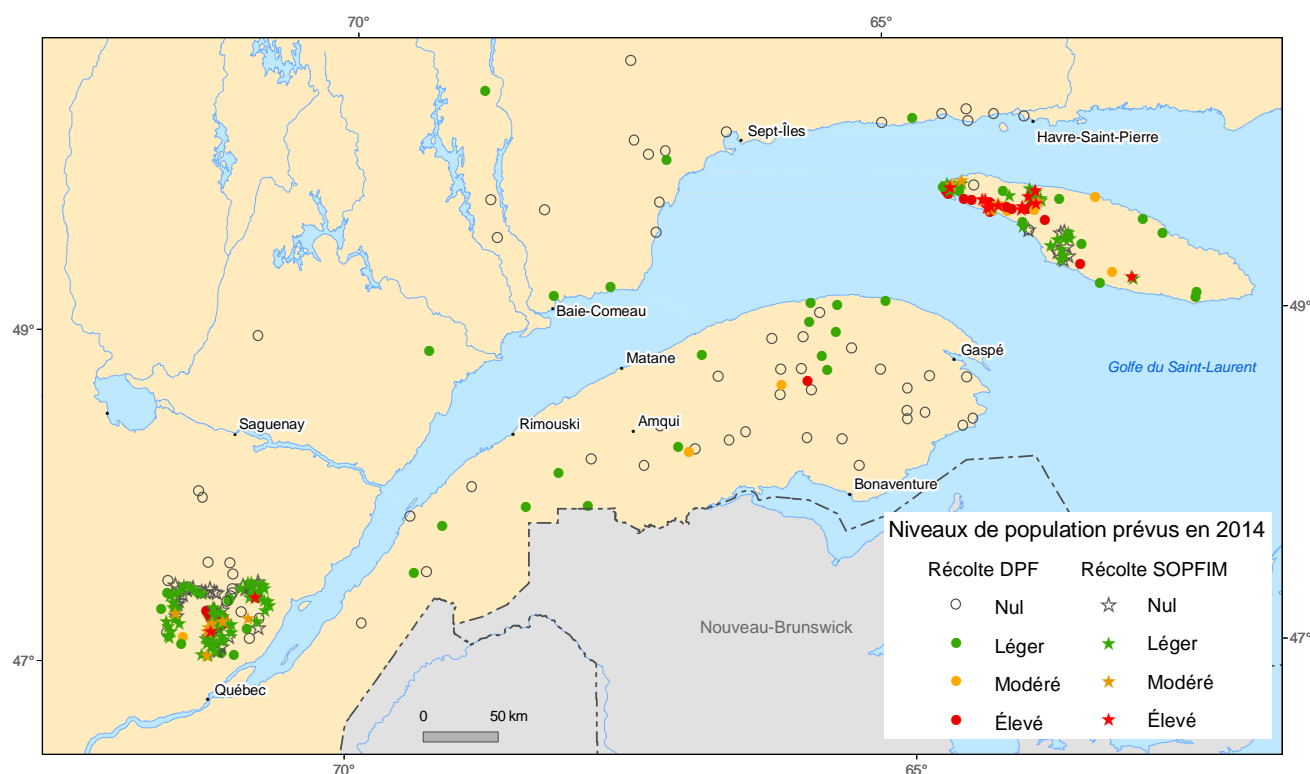 70°
65°
Sept-Îles
Havre-Saint-Pierre
Baie-Comeau
49°
49°
Gaspé
Matane
Golfe du Saint-Laurent
Saguenay
Rimouski
Amqui
Bonaventure
Niveaux de population prévus en 2014
Récolte DPF
Récolte SOPFIM
Nul
Nul
Léger
Léger
Modéré
Modéré
Élevé
Élevé
Nouveau-Brunswick
47°
47°
Québec
0
50 km
70°
65°